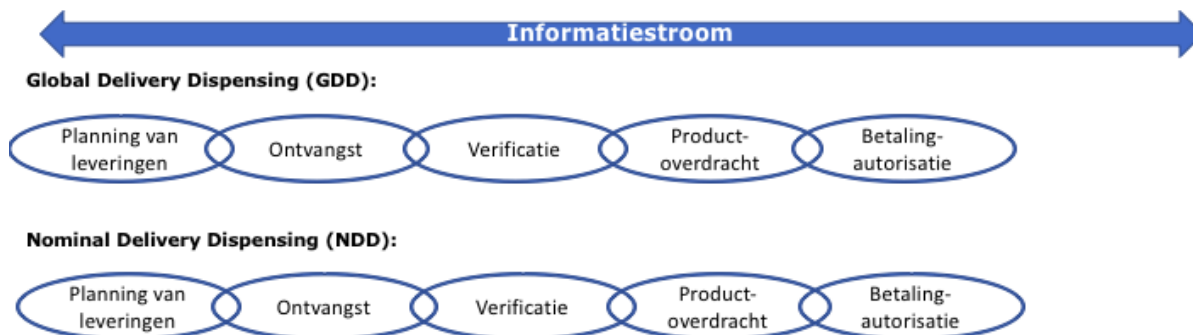 Informatiestroom
Global Delivery Dispensing (GDD):
Planning van
leveringen
Ontvangst
Verificatie
Product-
overdracht
Betaling-
autorisatie
Nominal Delivery Dispensing (NDD):
Planning van
leveringen
Ontvangst
Verificatie
Product-
overdracht
Betaling-
autorisatie